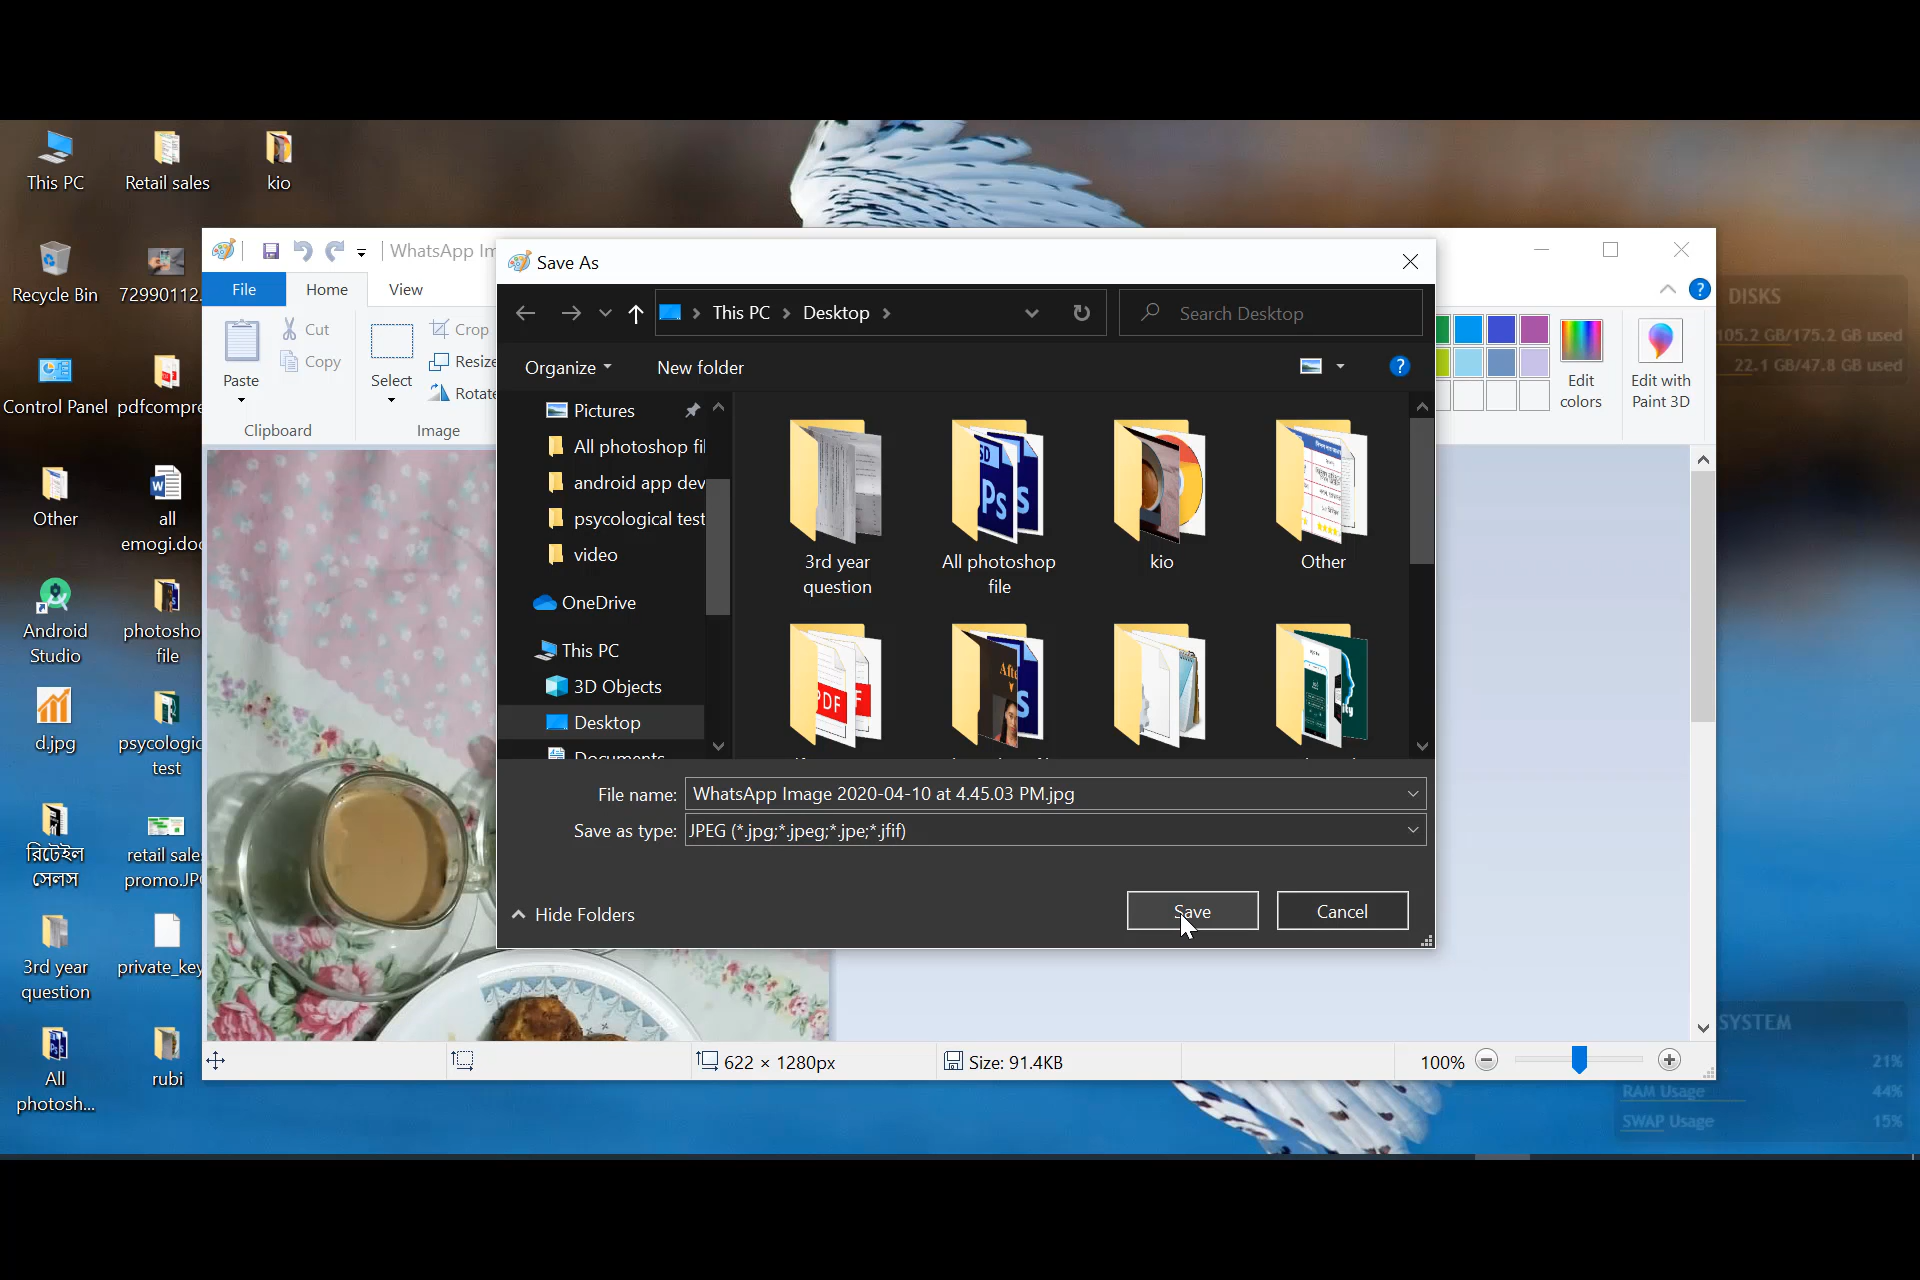 This PC
Retail sales
kio
Recycle Bin
72990112.
Control Panel
pdfcompre
Other
all
emogi.doc
Android
Studio
photosho
file
d.jpg
psycologic
test
রিটেইল
সেলস
retail sale
promo.JP
3rd year
question
private_key
All
photosh...
rubi
WhatsApp Im
File
Home
View
Paste
Cut
Copy
Clipboard
Select
Crop
Resize
Rotate
Image
Edit
colors
Edit with
Paint 3D
Save As
This PC
Desktop
Search Desktop
Organize
New folder
Pictures
All photoshop fil
android app dev
psycological test
video
OneDrive
This PC
3D Objects
Desktop
Documents
3rd year
question
All photoshop
file
kio
Other
File name: WhatsApp Image 2020-04-10 at 4.45.03 PM.jpg
Save as type: JPEG (*.jpg;*.jpeg;*.jpe;*.jfif)
Hide Folders
Save
Cancel
622 × 1280px
Size: 91.4KB
100%
DISKS
105.2 GB/175.2 GB used
22.1 GB/47.8 GB used
SYSTEM
21%
RAM Usage 44%
SWAP Usage 15%